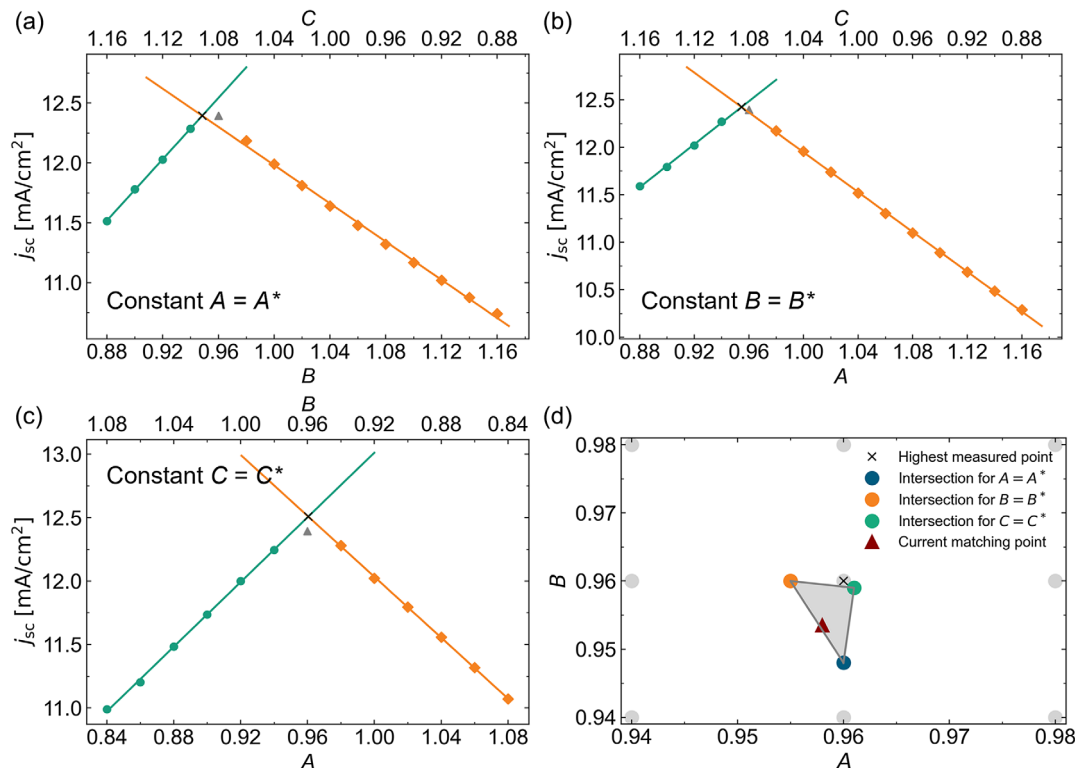 (a)
C
1.16 1.12 1.08 1.04 1.00 0.96 0.92 0.88
12.5
12.0
11.5
11.0
jsc [mA/cm²]
Constant A = A*
0.88 0.92 0.96 1.00 1.04 1.08 1.12 1.16
B
(b)
C
1.16 1.12 1.08 1.04 1.00 0.96 0.92 0.88
12.5
12.0
11.5
11.0
10.5
10.0
jsc [mA/cm²]
Constant B = B*
0.88 0.92 0.96 1.00 1.04 1.08 1.12 1.16
A
(c)
B
1.08 1.04 1.00 0.96 0.92 0.88 0.84
13.0
12.5
12.0
11.5
11.0
jsc [mA/cm²]
Constant C = C*
0.84 0.88 0.92 0.96 1.00 1.04 1.08
A
(d)
0.98
0.97
0.96
0.95
0.94
B
Highest measured point
Intersection for A = A*
Intersection for B = B*
Intersection for C = C*
Current matching point
0.94 0.95 0.96 0.97 0.98
A